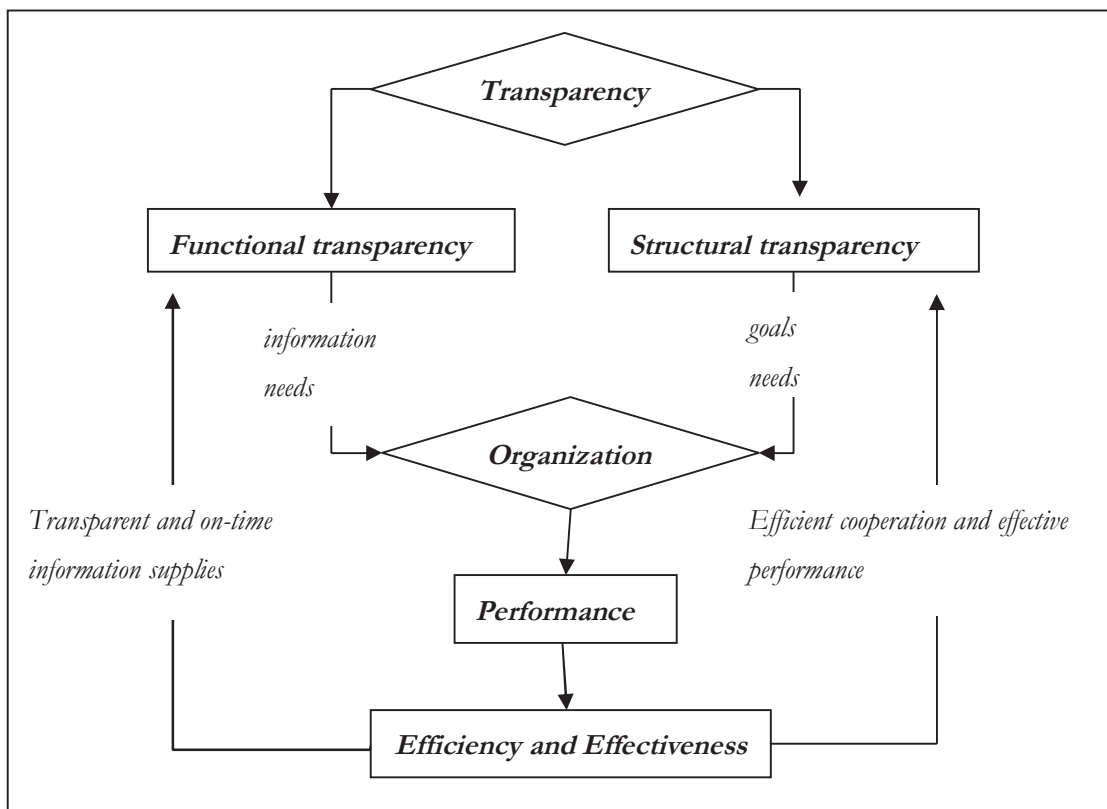 Transparency
Functional transparency
Structural transparency
information
needs
goals
needs
Organization
Transparent and on-time
information supplies
Efficient cooperation and effective
performance
Performance
Efficiency and Effectiveness